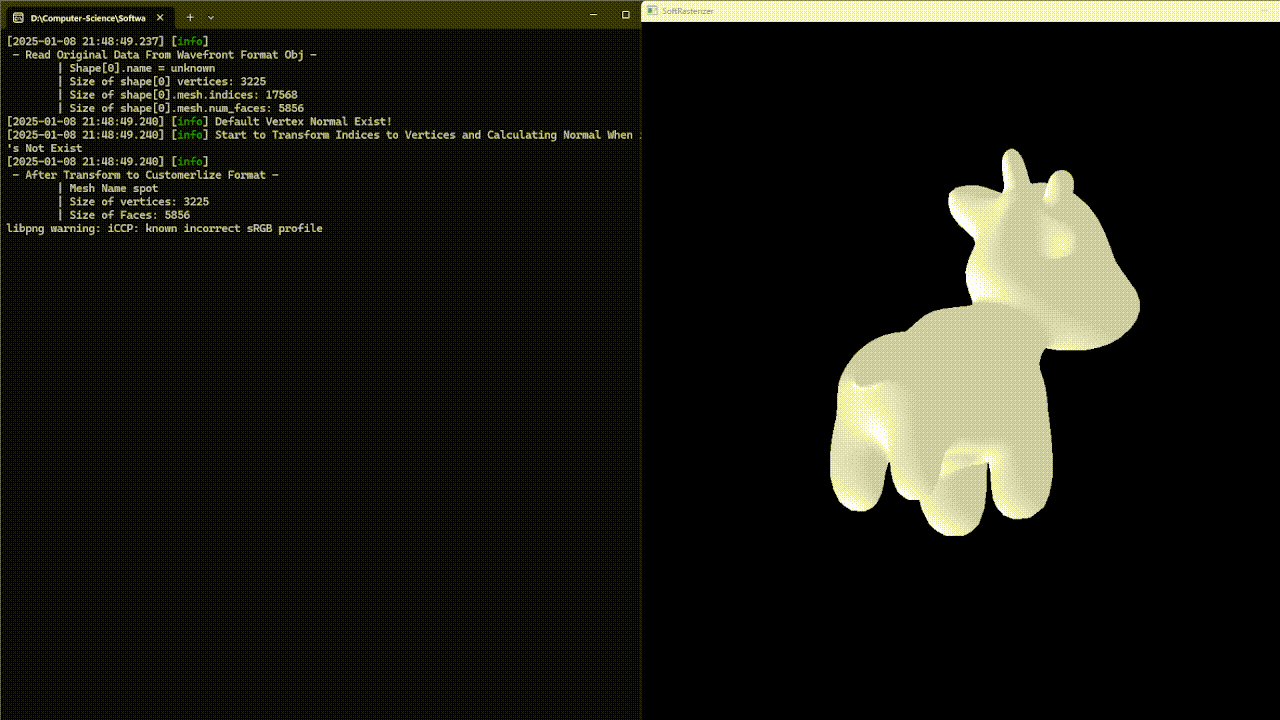 D:\Computer-Science\Softwa
[2025-01-08 21:48:49.237] [info]
- Read Original Data From Wavefront Format Obj -
| Shape[0].name = unknown
| Size of shape[0] vertices: 3225
| Size of shape[0].mesh.indices: 17568
| Size of shape[0].mesh.num_faces: 5856
[2025-01-08 21:48:49.240] [info] Default Vertex Normal Exist!
[2025-01-08 21:48:49.240] [info] Start to Transform Indices to Vertices and Calculating Normal When
's Not Exist
[2025-01-08 21:48:49.240] [info]
- After Transform to Customerlize Format -
| Mesh Name spot
| Size of vertices: 3225
| Size of Faces: 5856
libpng warning: iCCP: known incorrect sRGB profile
SoftRasterizer